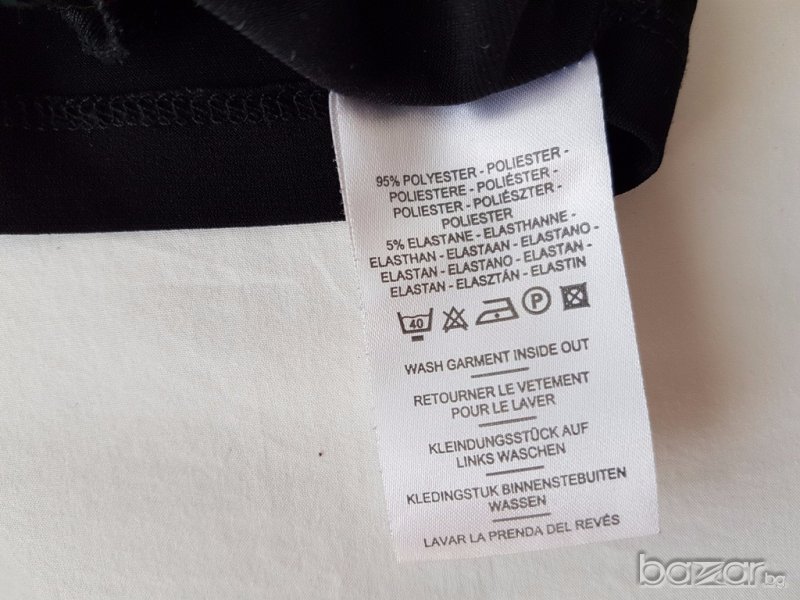 95% POLYESTER - POLIESTER -
POLIESTERE - POLIÉSTER -
POLIESTER - POLIÉSZTER -
POLIESTER
5% ELASTANE - ELASTHANNE -
ELASTHAN - ELASTAAN - ELASTANO -
ELASTAN - ELASTANO - ELASTAN -
ELASTAN - ELASZTÁN - ELASTIN
40 P
WASH GARMENT INSIDE OUT
RETOURNER LE VETEMENT
POUR LE LAVER
KLEINDUNGSSTÜCK AUF
LINKS WASCHEN
KLEDINGSTUK BINNENSTEBUITEN
WASSEN
LAVAR LA PRENDA DEL REVÉS
bazar.bg